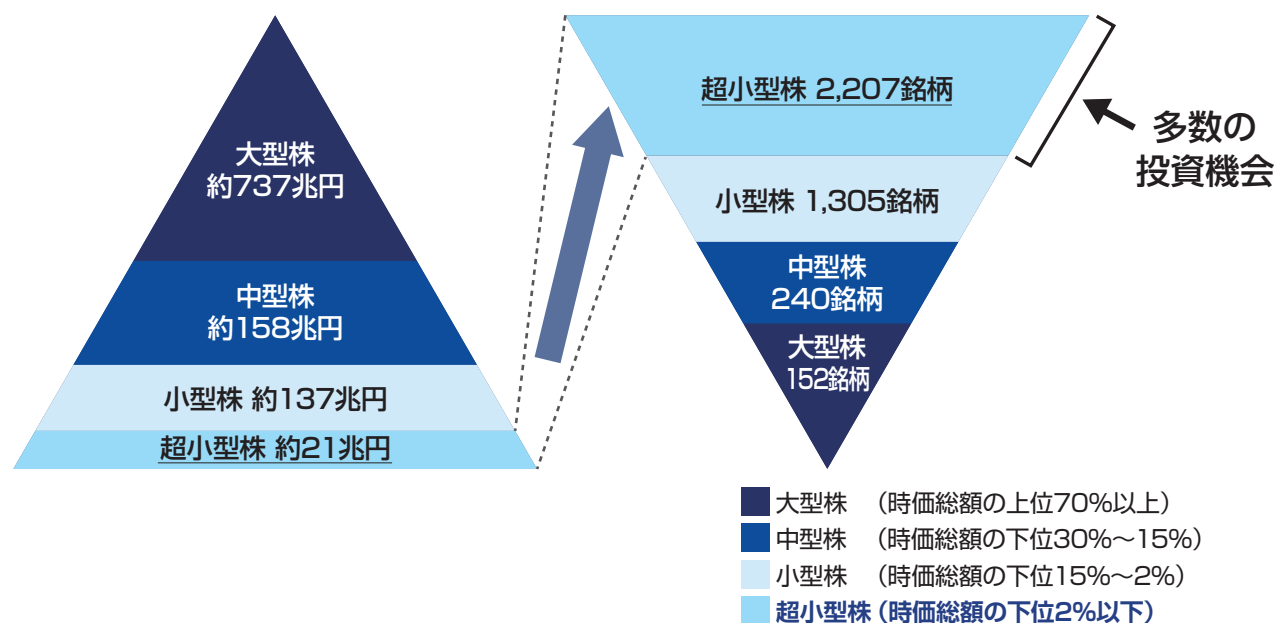 大型株
約737兆円
中型株
約158兆円
小型株 約137兆円
超小型株 約21兆円
超小型株 2,207銘柄
小型株 1,305銘柄
中型株
240銘柄
大型株
152銘柄
多数の
投資機会
大型株 （時価総額の上位70%以上）
中型株 （時価総額の下位30%～15%）
小型株 （時価総額の下位15%～2%）
超小型株（時価総額の下位2%以下）